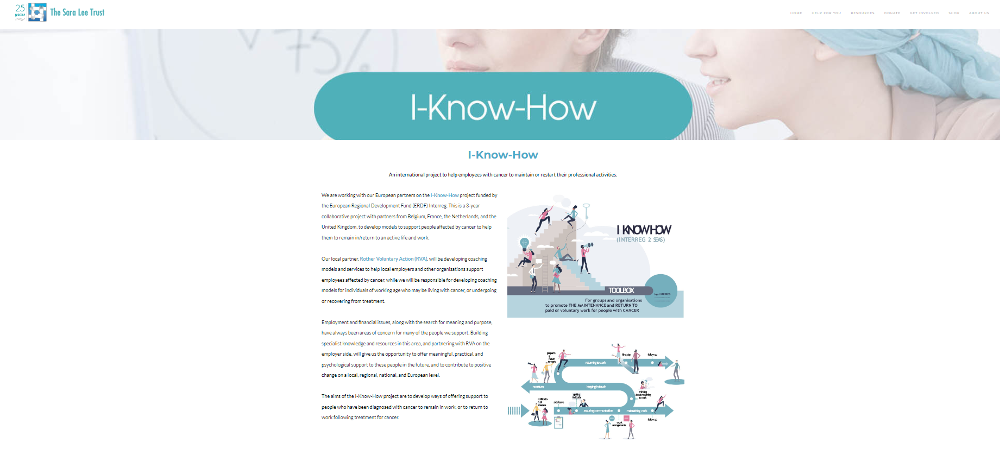 25
years
The Sara Lee Trust
HOME HELP FOR YOU RESOURCES DONATE GET INVOLVED SHOP ABOUT US
I-Know-How
I-Know-How
An international project to help employees with cancer to maintain or restart their professional activities.
We are working with our European partners on the I-Know-How project funded by
the European Regional Development Fund (ERDF) Interreg. This is a 3-year
collaborative project with partners from Belgium, France, the Netherlands, and the
United Kingdom, to develop models to support people affected by cancer to help
them to remain in/return to an active life and work.
Our local partner, Rother Voluntary Action (RVA), will be developing coaching
models and services to help local employers and other organisations support
employees affected by cancer, while we will be responsible for developing coaching
models for individuals of working age who may be living with cancer, or undergoing
or recovering from treatment.
Employment and financial issues, along with the search for meaning and purpose,
have always been areas of concern for many of the people we support. Building
specialist knowledge and resources in this area, and partnering with RVA on the
employer side, will give us the opportunity to offer meaningful, practical, and
psychological support to these people in the future, and to contribute to positive
change on a local, regional, national, and European level.
The aims of the I-Know-How project are to develop ways of offering support to
people who have been diagnosed with cancer to remain in work, or to return to
work following treatment for cancer.
I KNOW HOW
(INTERREG 2 SEAS)
TOOLBOX
logo INTERREG
For groups and organisations
to promote THE MAINTENANCE and RETURN TO
paid or voluntary work for people with CANCER
preparin
g
return
to work
returning to work
first day
follow-up
no return
keeping in touch
thinking
about returning
to work
notificatio
n of
absence
sick leave
getting
in touch
ensuring communication
maintaining work
work
arrangements
follow-up